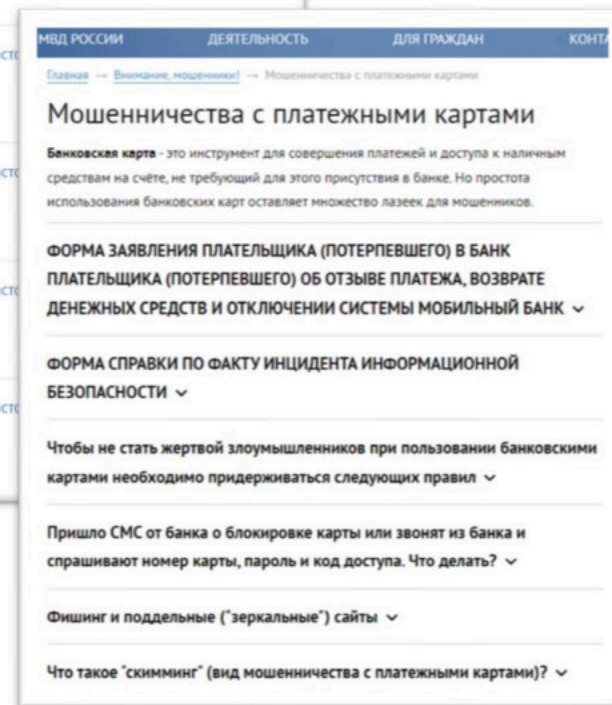 МВД РОССИИ ДЕЯТЕЛЬНОСТЬ ДЛЯ ГРАЖДАН
Главная → Внимание, мошенники! → Мошенничества с платежными картами
Мошенничества с платежными картами
Банковская карта - это инструмент для совершения платежей и доступа к наличным
средствам на счёте, не требующий для этого присутствия в банке. Но простота
использования банковских карт оставляет множество лазеек для мошенников.
ФОРМА ЗАЯВЛЕНИЯ ПЛАТЕЛЬЩИКА (ПОТЕРПЕВШЕГО) В БАНК
ПЛАТЕЛЬЩИКА (ПОТЕРПЕВШЕГО) ОБ ОТЗЫВЕ ПЛАТЕЖА, ВОЗВРАТЕ
ДЕНЕЖНЫХ СРЕДСТВ И ОТКЛЮЧЕНИИ СИСТЕМЫ МОБИЛЬНЫЙ БАНК
ФОРМА СПРАВКИ ПО ФАКТУ ИНЦИДЕНТА ИНФОРМАЦИОННОЙ
БЕЗОПАСНОСТИ
Чтобы не стать жертвой злоумышленников при пользовании банковскими
картами необходимо придерживаться следующих правил
Пришло СМС от банка о блокировке карты или звонят из банка и
спрашивают номер карты, пароль и код доступа. Что делать?
Фишинг и поддельные ("зеркальные") сайты
Что такое "скимминг" (вид мошенничества с платежными картами)?